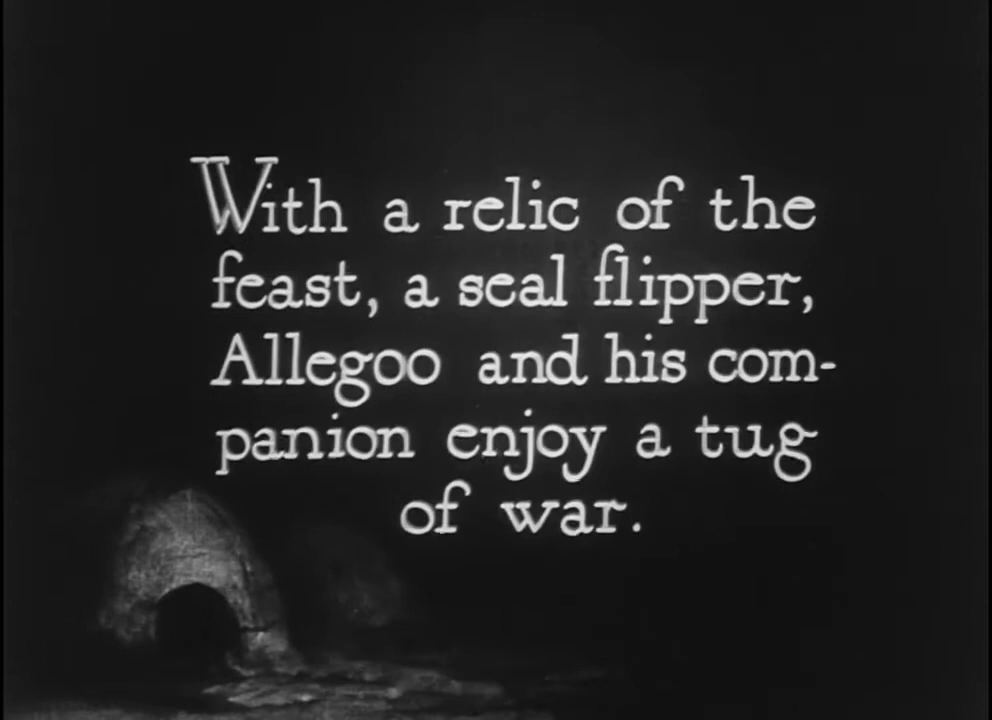 With a relic of the
feast, a seal flipper,
Allegoo and his com-
panion enjoy a tug
of war.